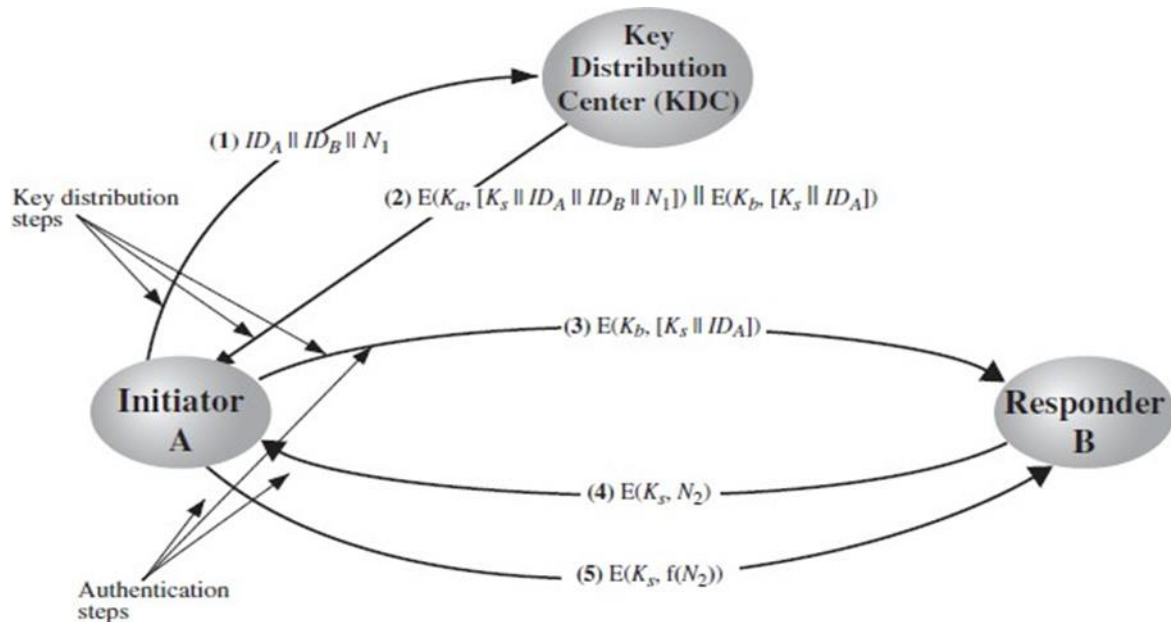 Key
Distribution
Center (KDC)
(1) ID_A || ID_B || N_1
Key distribution
steps
(2) E(K_a, [K_s || ID_A || ID_B || N_1]) || E(K_b, [K_s || ID_A])
(3) E(K_b, [K_s || ID_A])
Initiator
A
Responder
B
(4) E(K_s, N_2)
(5) E(K_s, f(N_2))
Authentication
steps